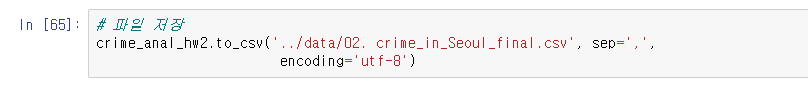 In [65]: # 파일 저장
crime_anal_hw2.to_csv('../data/02. crime_in_Seoul_final.csv', sep=',',
encoding='utf-8')